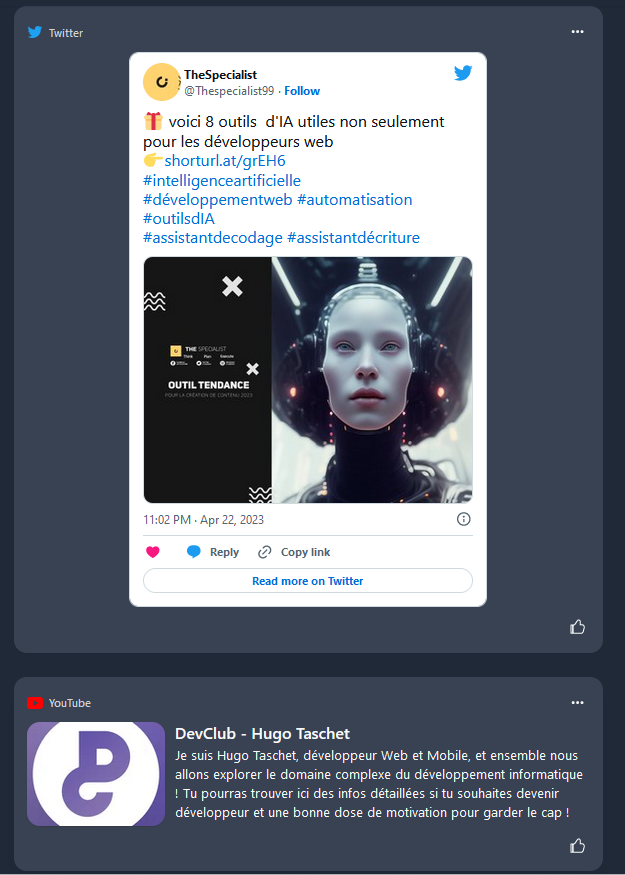 Twitter
TheSpecialist
@Thespecialist99 · Follow
voici 8 outils d'IA utiles non seulement
pour les développeurs web
👉shorturl.at/grEH6
#intelligenceartificielle
#développementweb #automatisation
#outilsdIA
#assistantdecodage #assistantdécriture
THE SPECIALIST
Think Plan Execute
OUTIL TENDANCE
POUR LA CRÉATION DE CONTENU 2023
11:02 PM · Apr 22, 2023
Reply Copy link
Read more on Twitter
YouTube
DevClub - Hugo Taschet
Je suis Hugo Taschet, développeur Web et Mobile, et ensemble nous
allons explorer le domaine complexe du développement informatique
! Tu pourras trouver ici des infos détaillées si tu souhaites devenir
développeur et une bonne dose de motivation pour garder le cap !